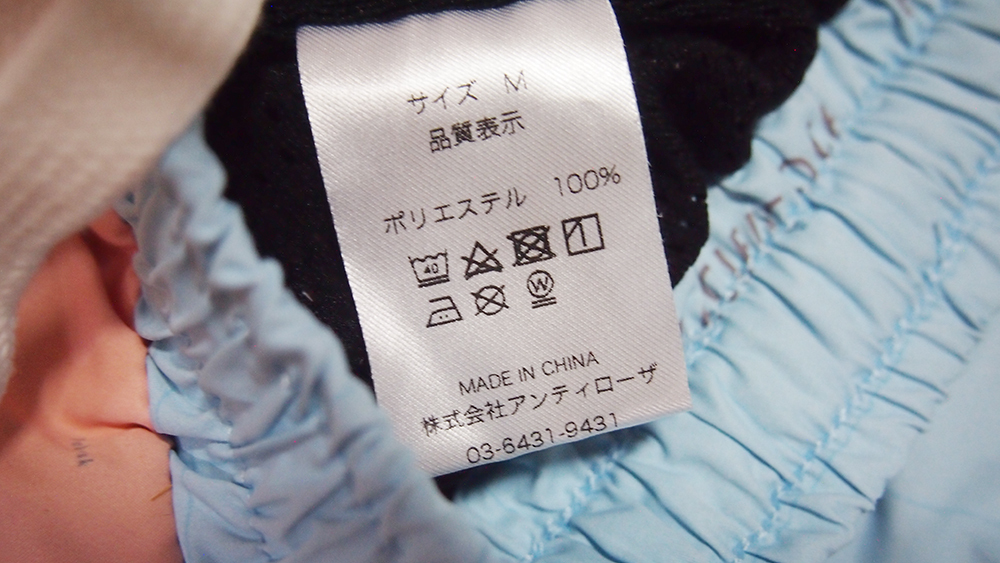 サイズ M
品質表示
ポリエステル 100%
40
W
MADE IN CHINA
株式会社アンティローザ
03-6431-9431